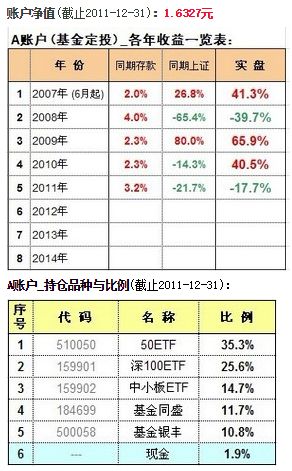 账户净值(截止2011-12-31)：1.6327元
A账户(基金定投)_各年收益一览表：
年 份 同期存款 同期上证 实盘
1 2007年 (6月起) 2.0% 26.8% 41.3%
2 2008年 4.0% -65.4% -39.7%
3 2009年 2.3% 80.0% 65.9%
4 2010年 2.3% -14.3% 40.5%
5 2011年 3.2% -21.7% -17.7%
6 2012年
7 2013年
8 2014年
A账户_持仓品种与比例(截止2011-12-31)：
序号 代 码 名 称 比 例
1 510050 50ETF 35.3%
2 159901 深100ETF 25.6%
3 159902 中小板ETF 14.7%
4 184699 基金同盛 11.7%
5 500058 基金银丰 10.8%
6 --- 现金 1.9%